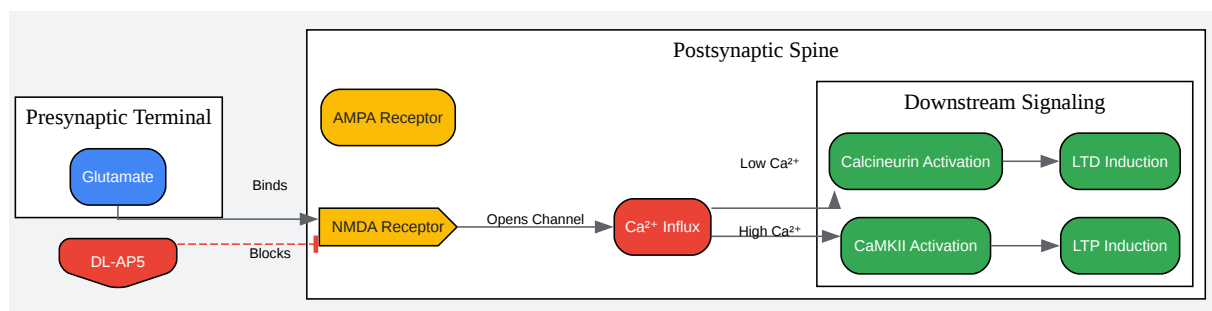 Postsynaptic Spine
Presynaptic Terminal
Glutamate
DL-AP5
Binds
Blocks
AMPA Receptor
NMDA Receptor
Opens Channel
Ca²⁺ Influx
Low Ca²⁺
High Ca²⁺
Downstream Signaling
Calcineurin Activation
LTD Induction
CaMKII Activation
LTP Induction